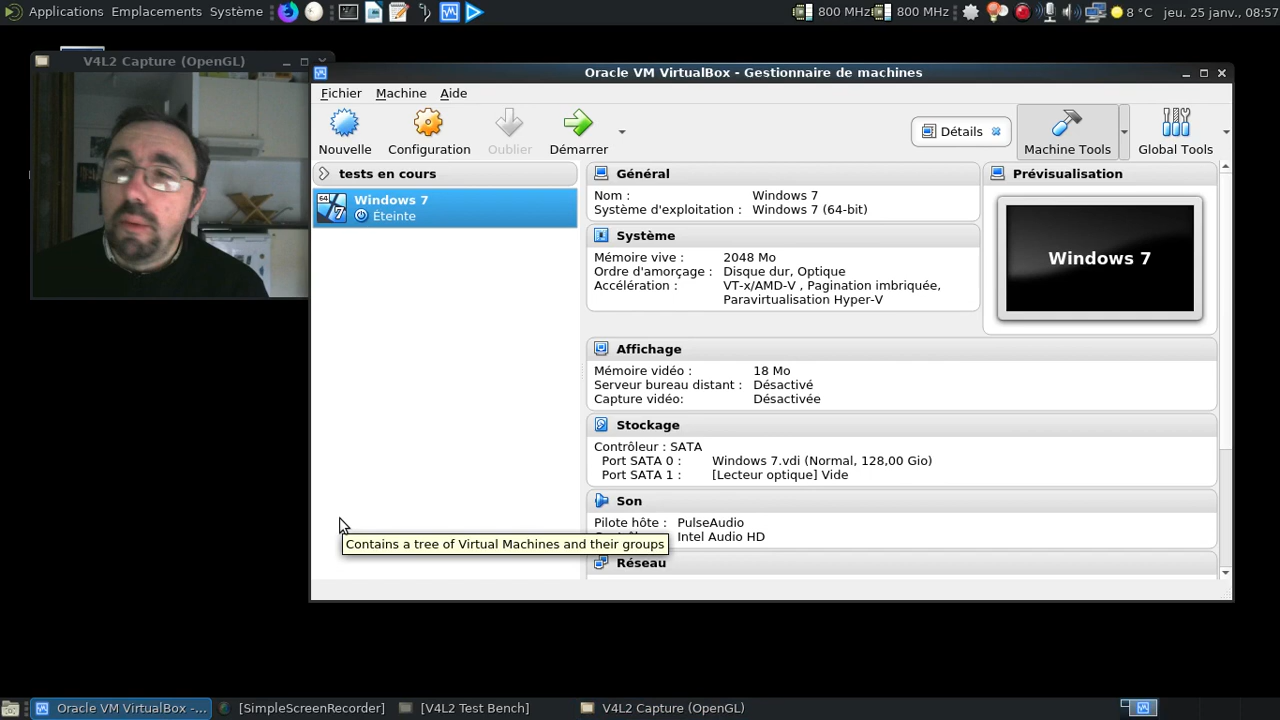 Applications Emplacements Système 800 MHz 800 MHz 8 °C jeu. 25 janv., 08:57
V4L2 Capture (OpenGL)
Oracle VM VirtualBox - Gestionnaire de machines
Fichier Machine Aide
Nouvelle Configuration Oublier Démarrer Détails Machine Tools Global Tools
tests en cours
64 7
Windows 7
Éteinte
Général
Nom : Windows 7
Système d'exploitation : Windows 7 (64-bit)
Système
Mémoire vive : 2048 Mo
Ordre d'amorçage : Disque dur, Optique
Accélération : VT-x/AMD-V , Pagination imbriquée,
Paravirtualisation Hyper-V
Prévisualisation
Windows 7
Affichage
Mémoire vidéo : 18 Mo
Serveur bureau distant : Désactivé
Capture vidéo: Désactivée
Stockage
Contrôleur : SATA
Port SATA 0 : Windows 7.vdi (Normal, 128,00 Gio)
Port SATA 1 : [Lecteur optique] Vide
Son
Pilote hôte : PulseAudio
Intel Audio HD
Contains a tree of Virtual Machines and their groups
Réseau
Oracle VM VirtualBox -... [SimpleScreenRecorder] [V4L2 Test Bench] V4L2 Capture (OpenGL)